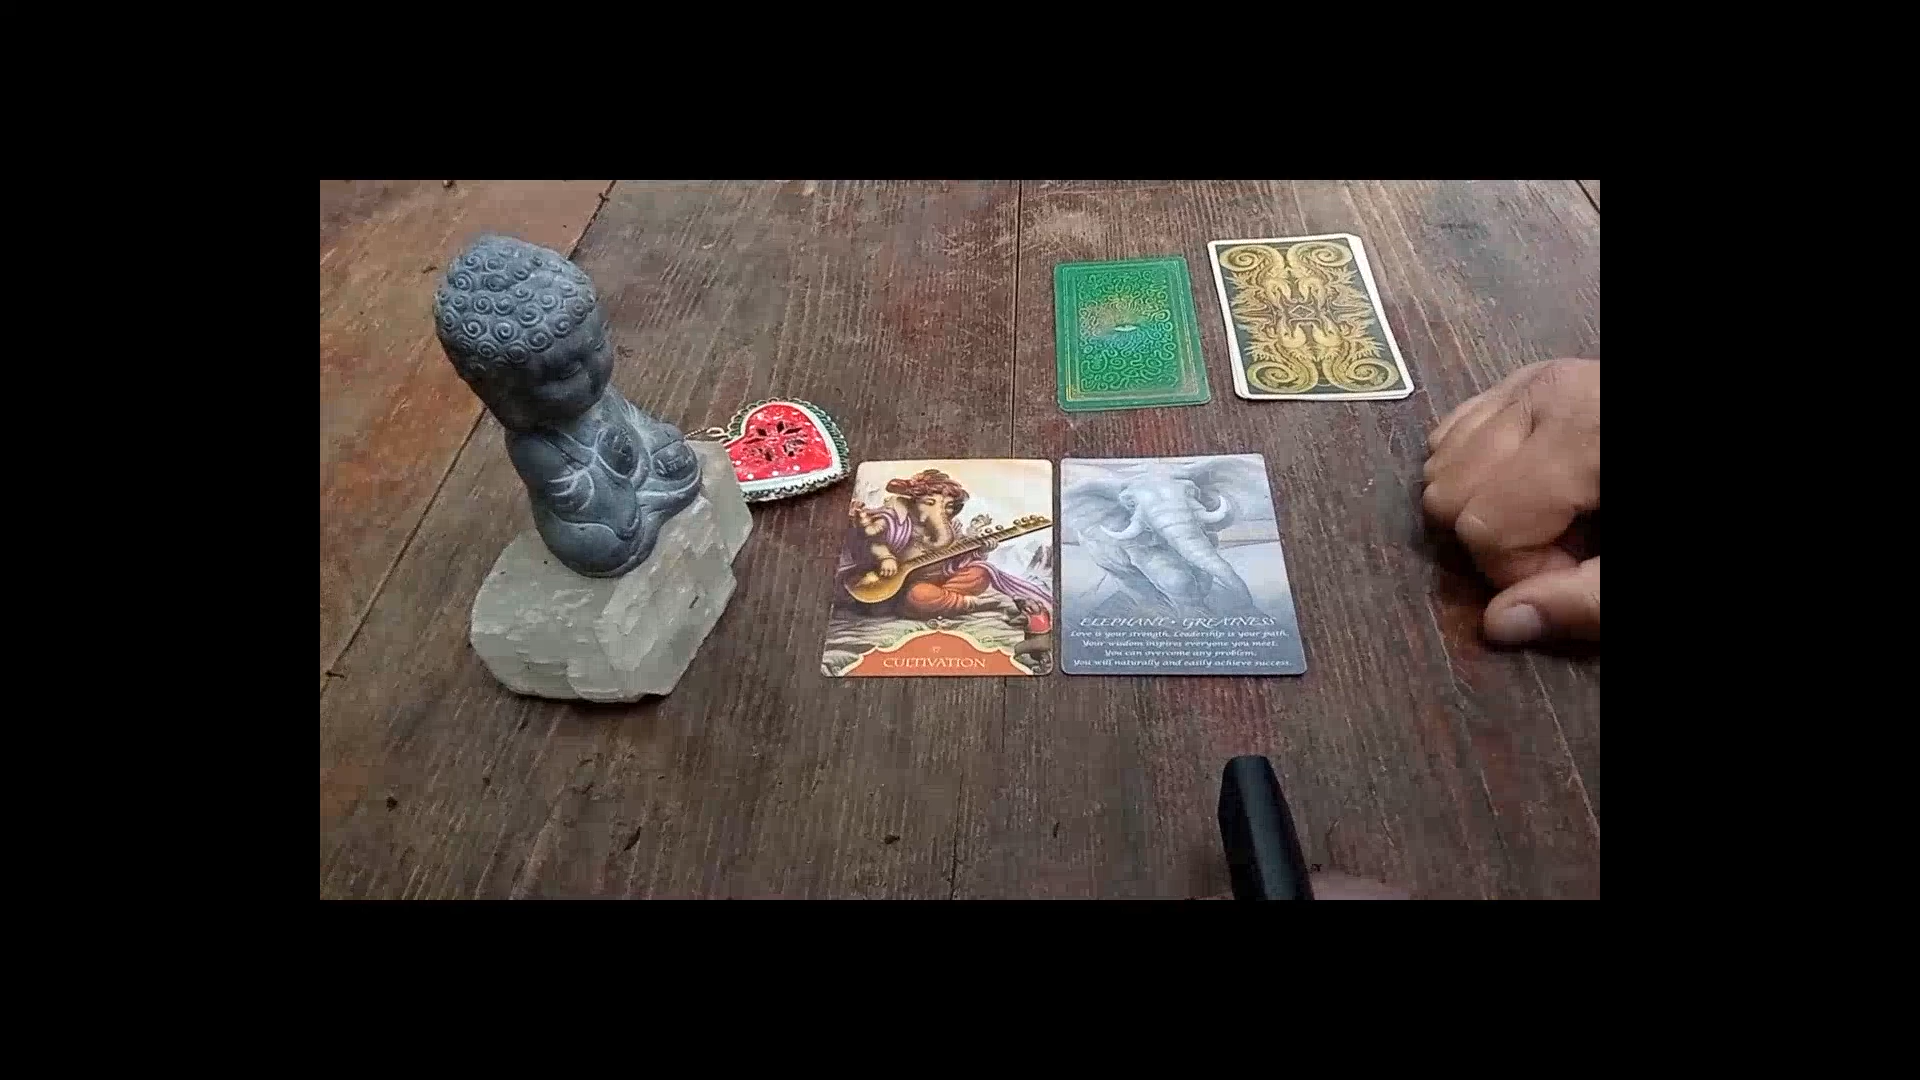 17
CULTIVATION
ELEPHANT • GREATNESS
Love is your strength. Leadership is your path.
Your wisdom inspires everyone you meet.
You can overcome any problem.
You will naturally and easily achieve success.